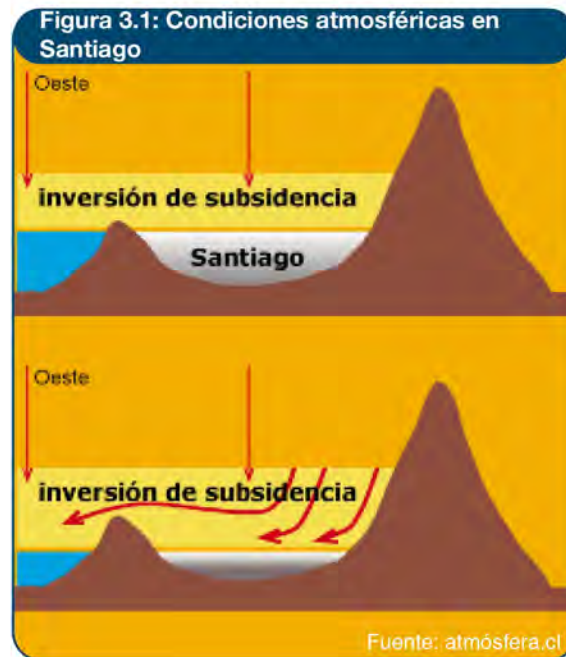 Figura 3.1: Condiciones atmosféricas en
Santiago
Oeste
inversión de subsidencia
Santiago
Oeste
inversión de subsidencia
Fuente: atmósfera.cl